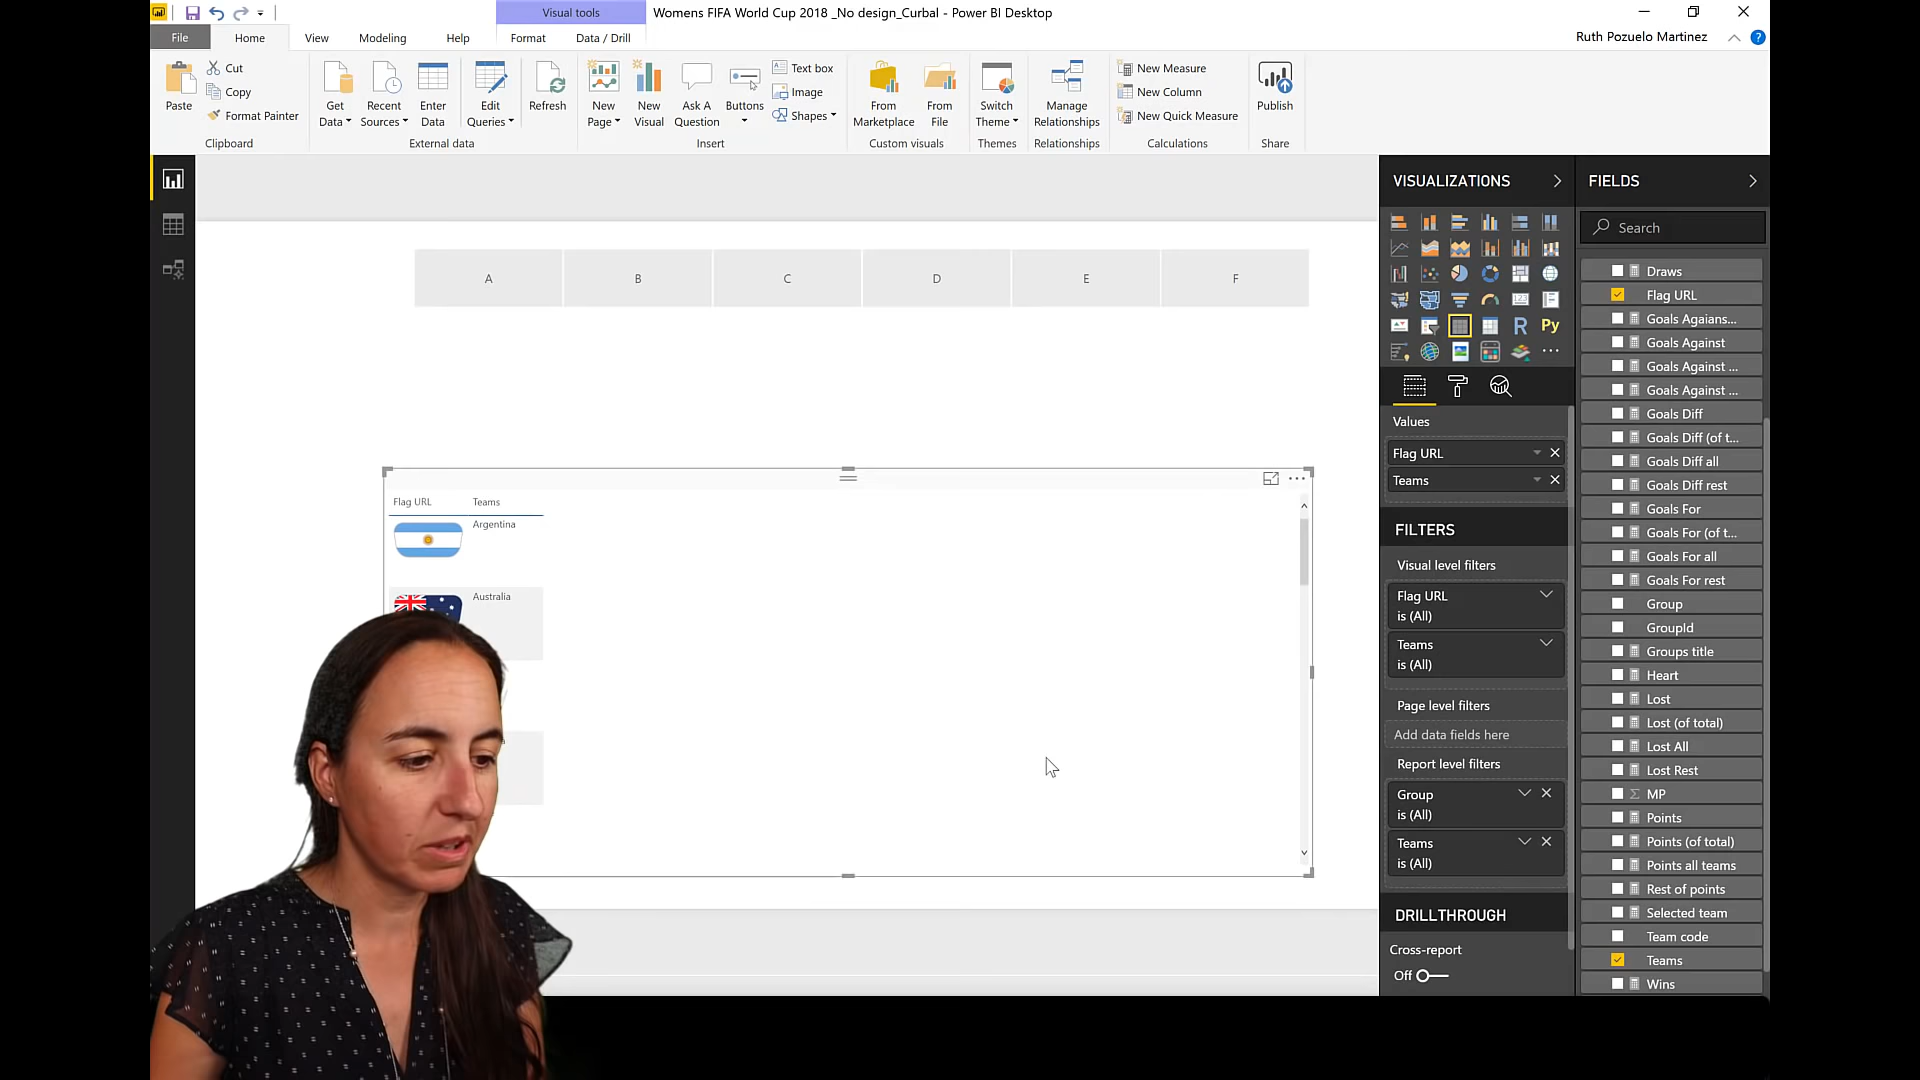 Visual tools
Womens FIFA World Cup 2018 _No design_Curbal - Power BI Desktop
File
Home
View
Modeling
Help
Format
Data / Drill
Ruth Pozuelo Martinez
?
Paste
Cut
Copy
Format Painter
Get Data
Recent Sources
Enter Data
Edit Queries
Refresh
New Page
New Visual
Ask A Question
Buttons
Text box
Image
Shapes
From Marketplace
From File
Switch Theme
Manage Relationships
New Measure
New Column
New Quick Measure
Publish
Clipboard
External data
Insert
Custom visuals
Themes
Relationships
Calculations
Share
A
B
C
D
E
F
Flag URL
Teams
Argentina
Australia
VISUALIZATIONS
R
Py
Values
Flag URL
Teams
FILTERS
Visual level filters
Flag URL
is (All)
Teams
is (All)
Page level filters
Add data fields here
Report level filters
Group
is (All)
Teams
is (All)
DRILLTHROUGH
Cross-report
Off
FIELDS
Search
Draws
Flag URL
Goals Agaians...
Goals Against
Goals Against ...
Goals Against ...
Goals Diff
Goals Diff (of t...
Goals Diff all
Goals Diff rest
Goals For
Goals For (of t...
Goals For all
Goals For rest
Group
GroupId
Groups title
Heart
Lost
Lost (of total)
Lost All
Lost Rest
Σ MP
Points
Points (of total)
Points all teams
Rest of points
Selected team
Team code
Teams
Wins